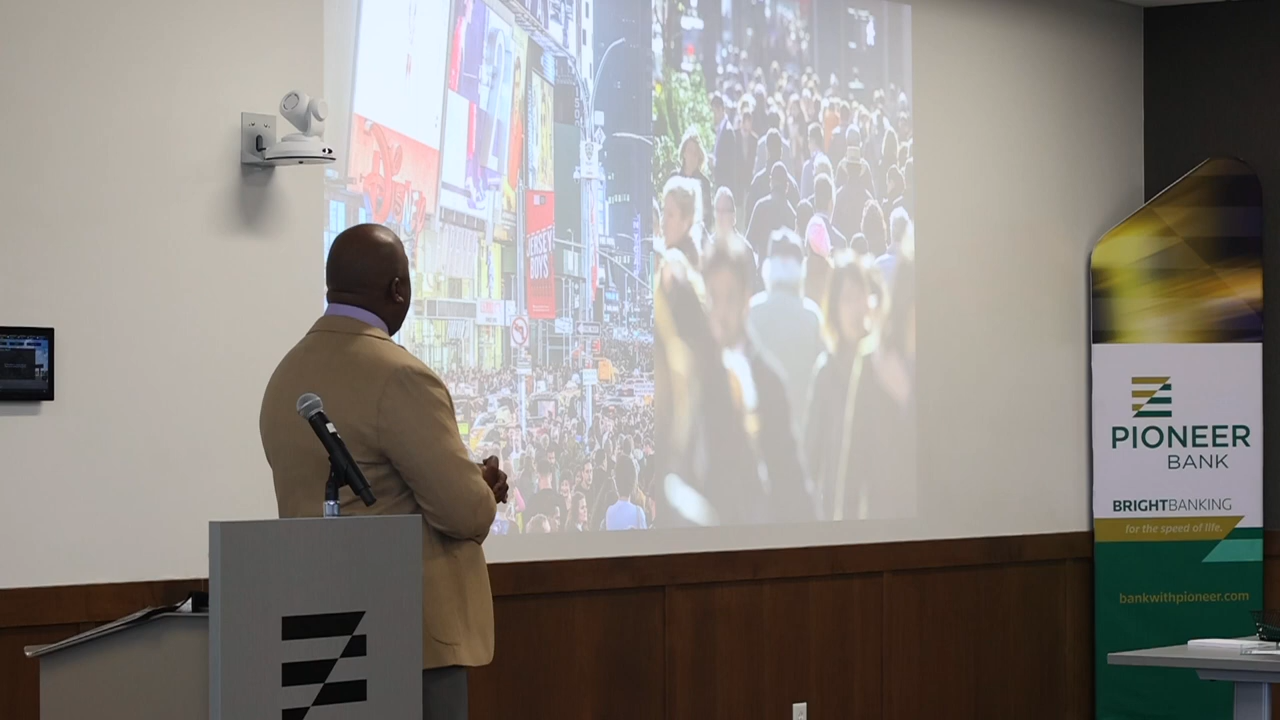 JERSEY
BOYS
PIONEER
BANK
BRIGHTBANKING
for the speed of life.
bankwithpioneer.com